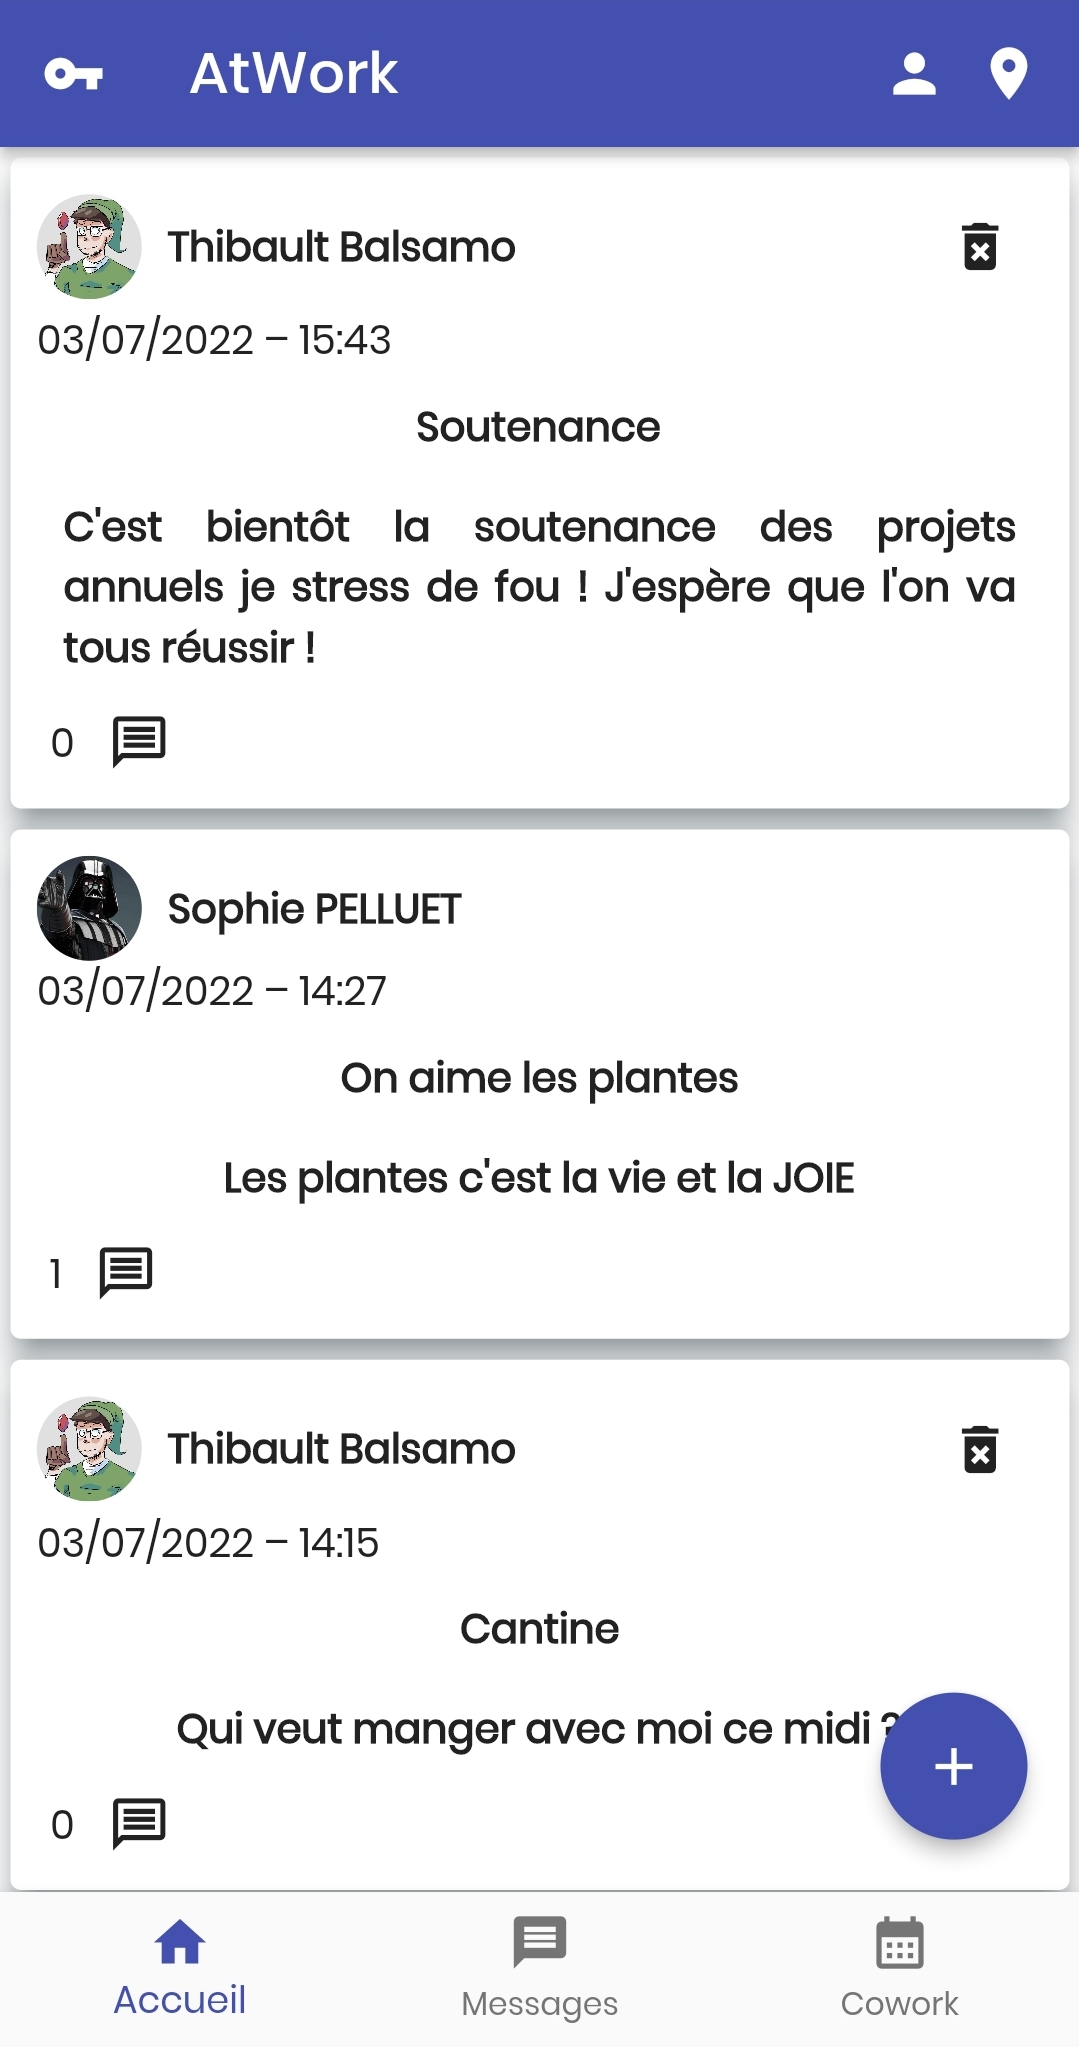 AtWork
Thibault Balsamo
03/07/2022 – 15:43
Soutenance
C'est bientôt la soutenance des projets
annuels je stress de fou ! J'espère que l'on va
tous réussir !
0
Sophie PELLUET
03/07/2022 – 14:27
On aime les plantes
Les plantes c'est la vie et la JOIE
1
Thibault Balsamo
03/07/2022 – 14:15
Cantine
Qui veut manger avec moi ce midi ?
0
Accueil
Messages
Cowork